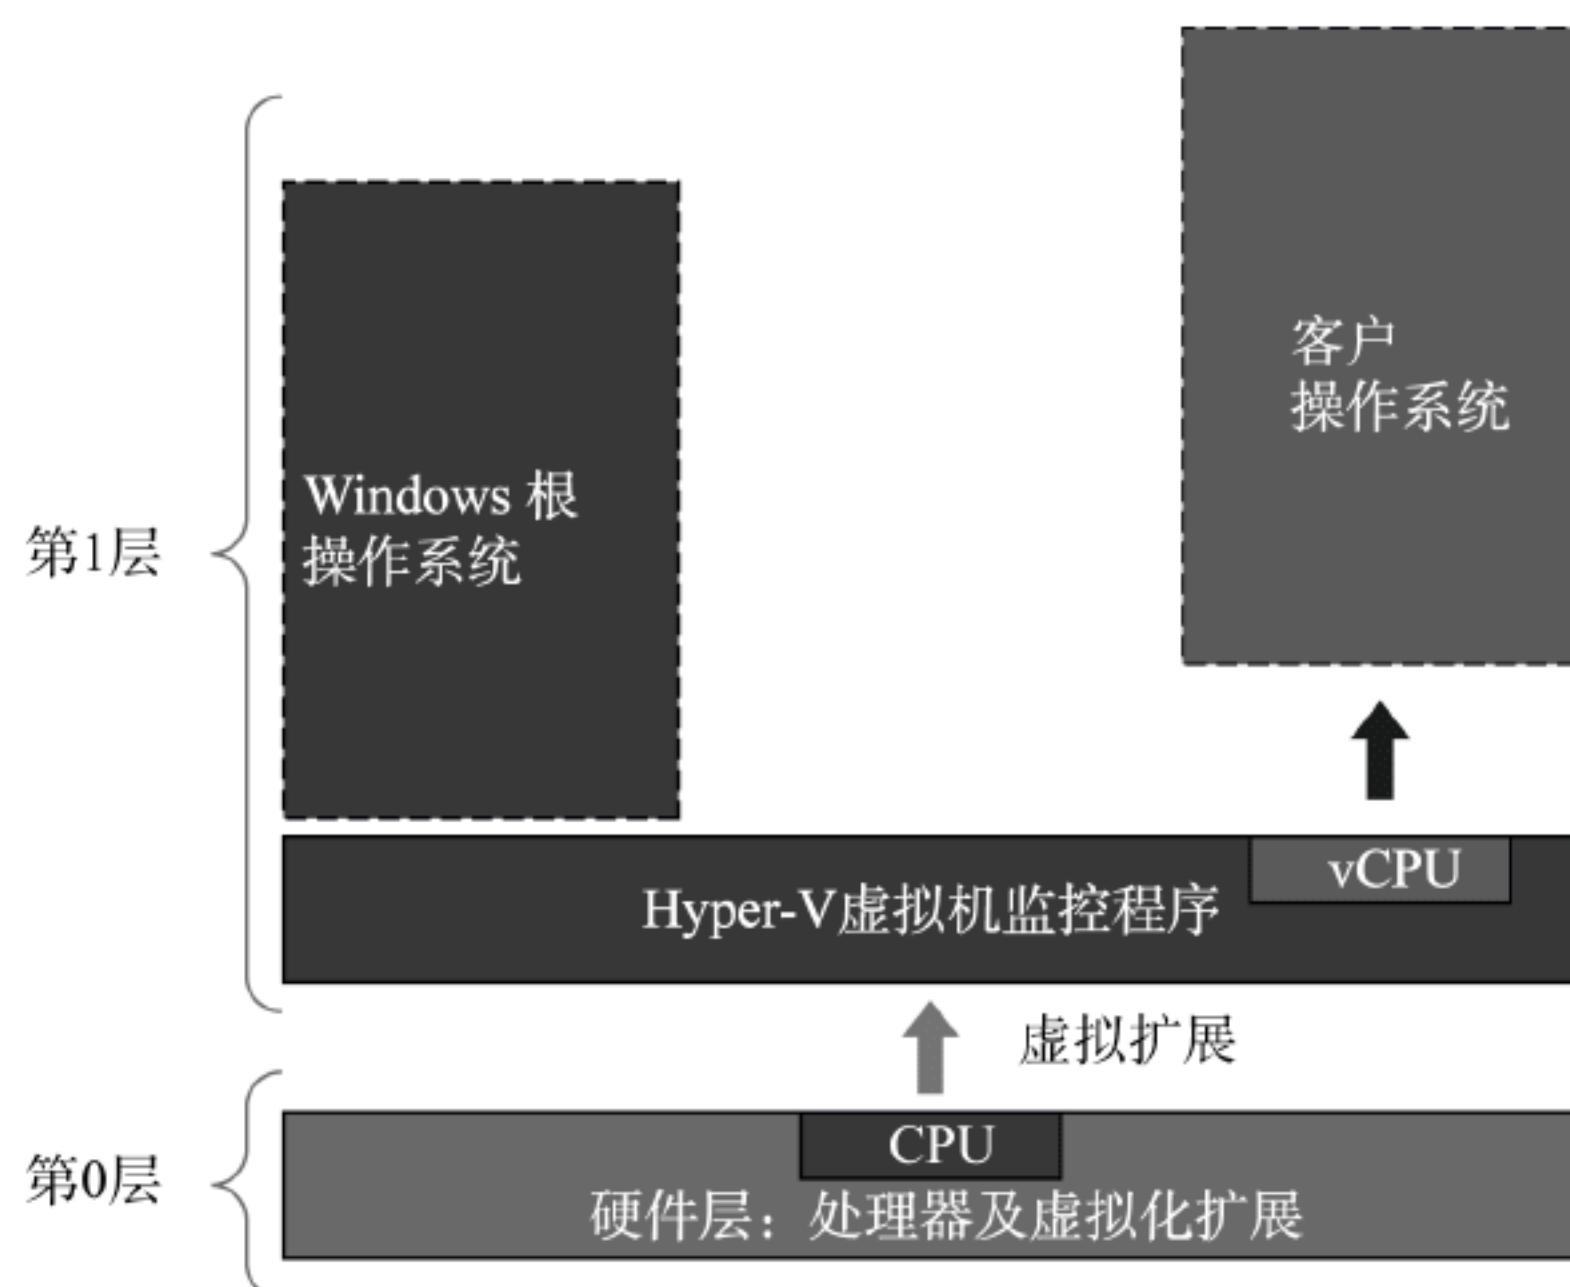 客户
操作系统
Windows 根
操作系统
第1层
vCPU
Hyper-V虚拟机监控程序
虚拟扩展
CPU
第0层
硬件层：处理器及虚拟化扩展